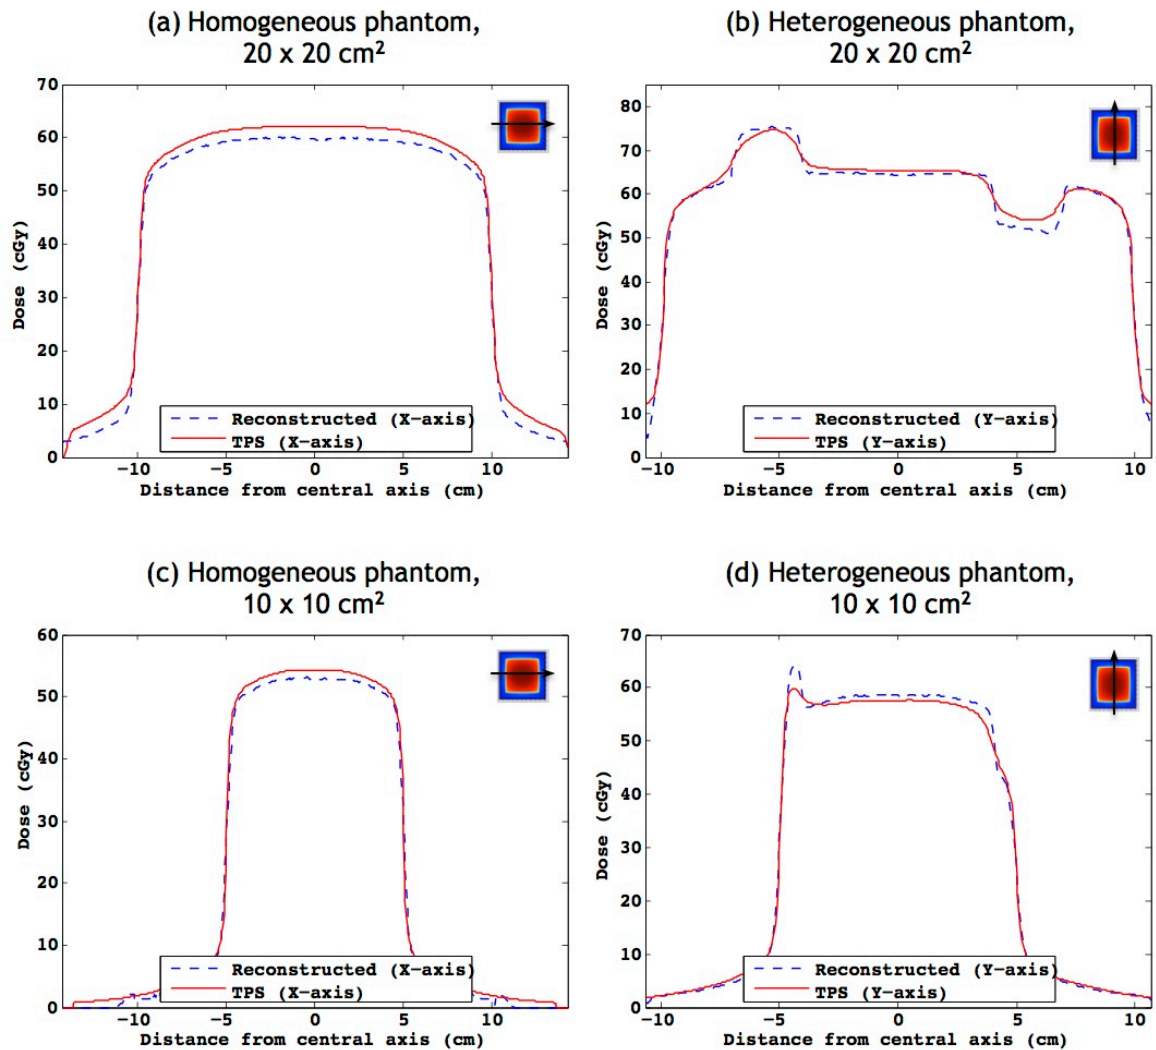 (a) Homogeneous phantom,
20 x 20 cm²
70
60
50
40
30
20
10
0
Dose (cGy)
Reconstructed (X-axis)
TPS (X-axis)
−10 −5 0 5 10
Distance from central axis (cm)
(b) Heterogeneous phantom,
20 x 20 cm²
80
70
60
50
40
30
20
10
0
Dose (cGy)
Reconstructed (Y-axis)
TPS (Y-axis)
−10 −5 0 5 10
Distance from central axis (cm)
(c) Homogeneous phantom,
10 x 10 cm²
60
50
40
30
20
10
0
Dose (cGy)
Reconstructed (X-axis)
TPS (X-axis)
−10 −5 0 5 10
Distance from central axis (cm)
(d) Heterogeneous phantom,
10 x 10 cm²
70
60
50
40
30
20
10
0
Dose (cGy)
Reconstructed (Y-axis)
TPS (Y-axis)
−10 −5 0 5 10
Distance from central axis (cm)